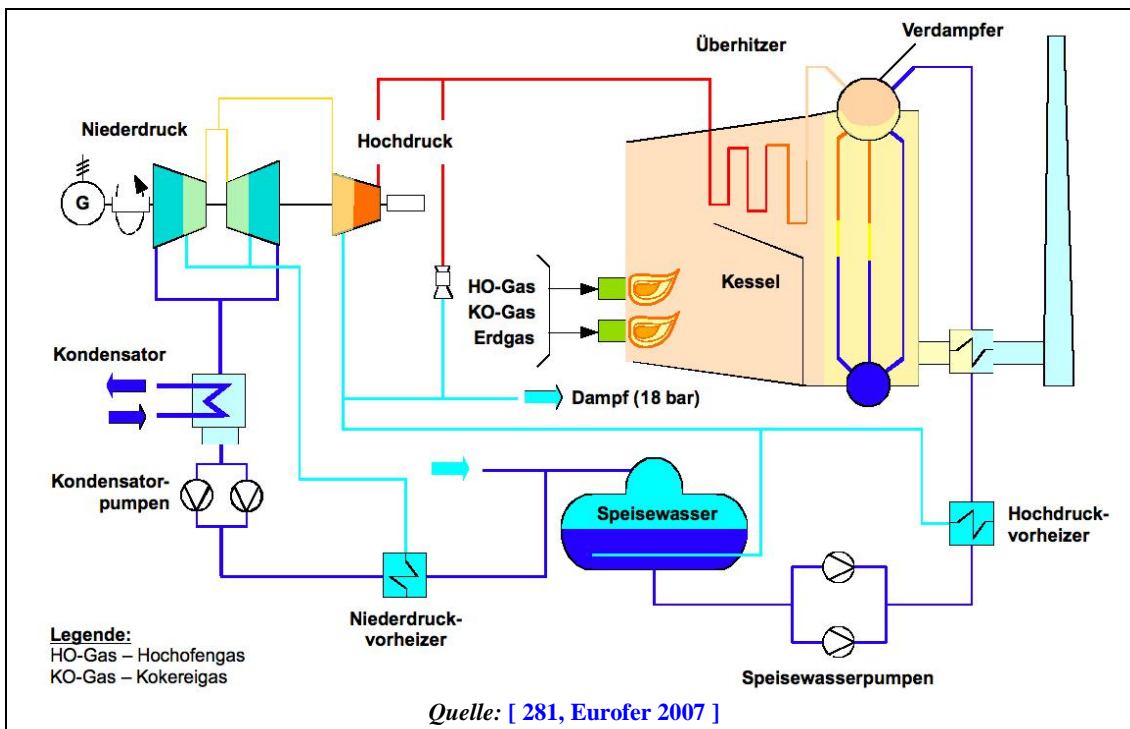 Verdampfer
Überhitzer
Niederdruck
Hochdruck
G
HO-Gas
KO-Gas
Erdgas
Kessel
Kondensator
Dampf (18 bar)
Kondensator-
pumpen
Speisewasser
Hochdruck-
vorheizer
Niederdruck-
vorheizer
Legende:
HO-Gas – Hochofengas
KO-Gas – Kokereigas
Speisewasserpumpen
Quelle: [ 281, Eurofer 2007 ]